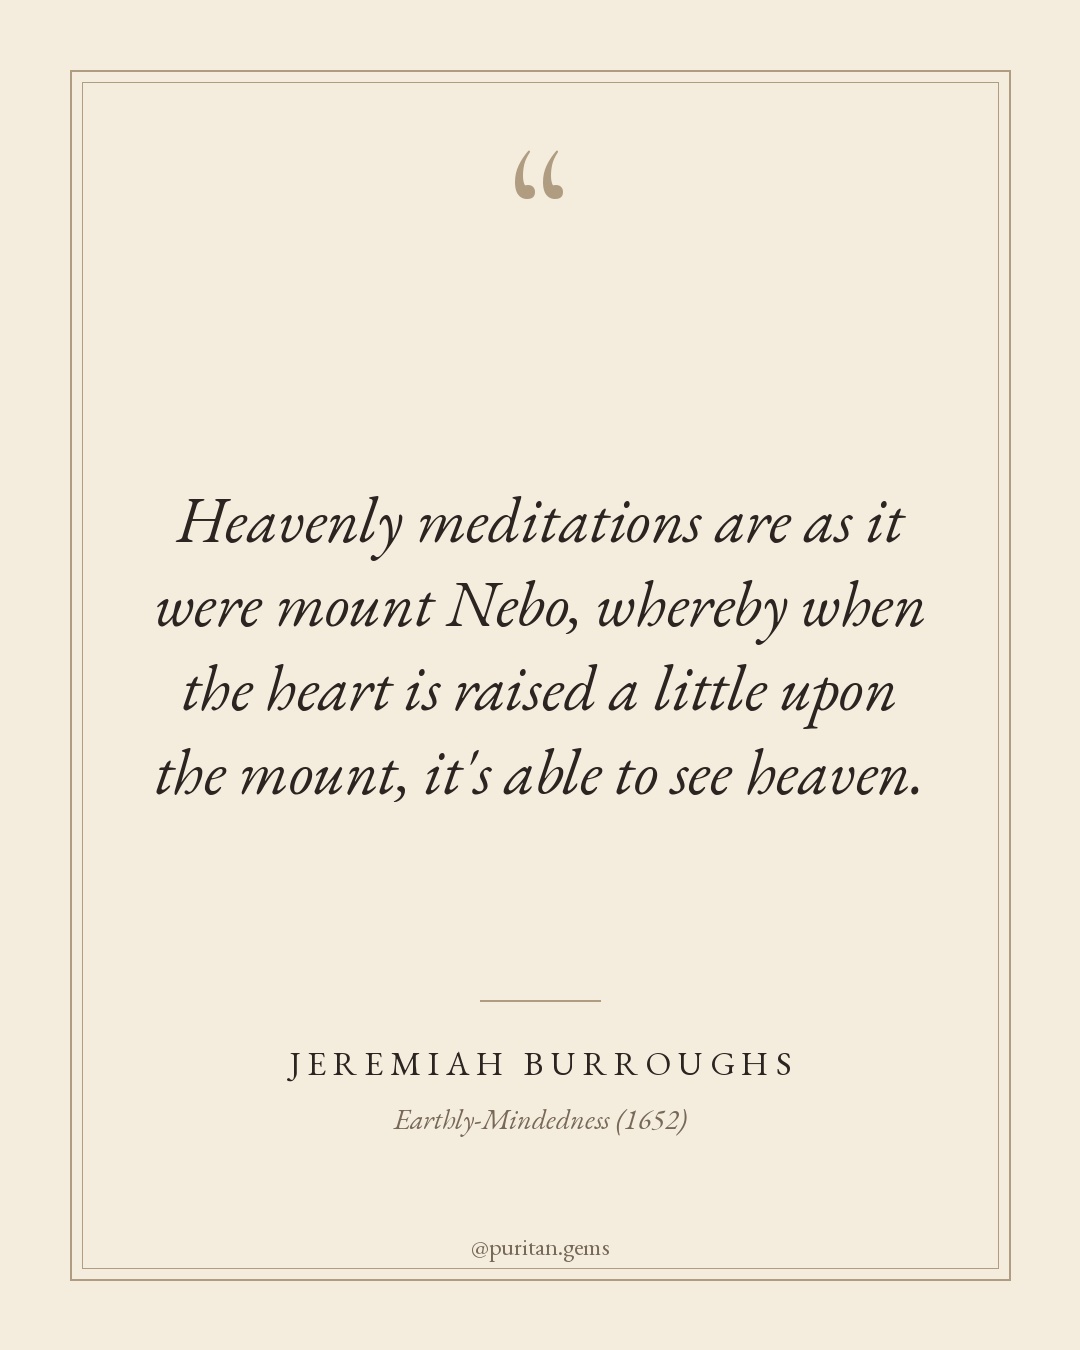 “
Heavenly meditations are as it
were mount Nebo, whereby when
the heart is raised a little upon
the mount, it's able to see heaven.
JEREMIAH BURROUGHS
Earthly-Mindedness (1652)
@puritan.gems